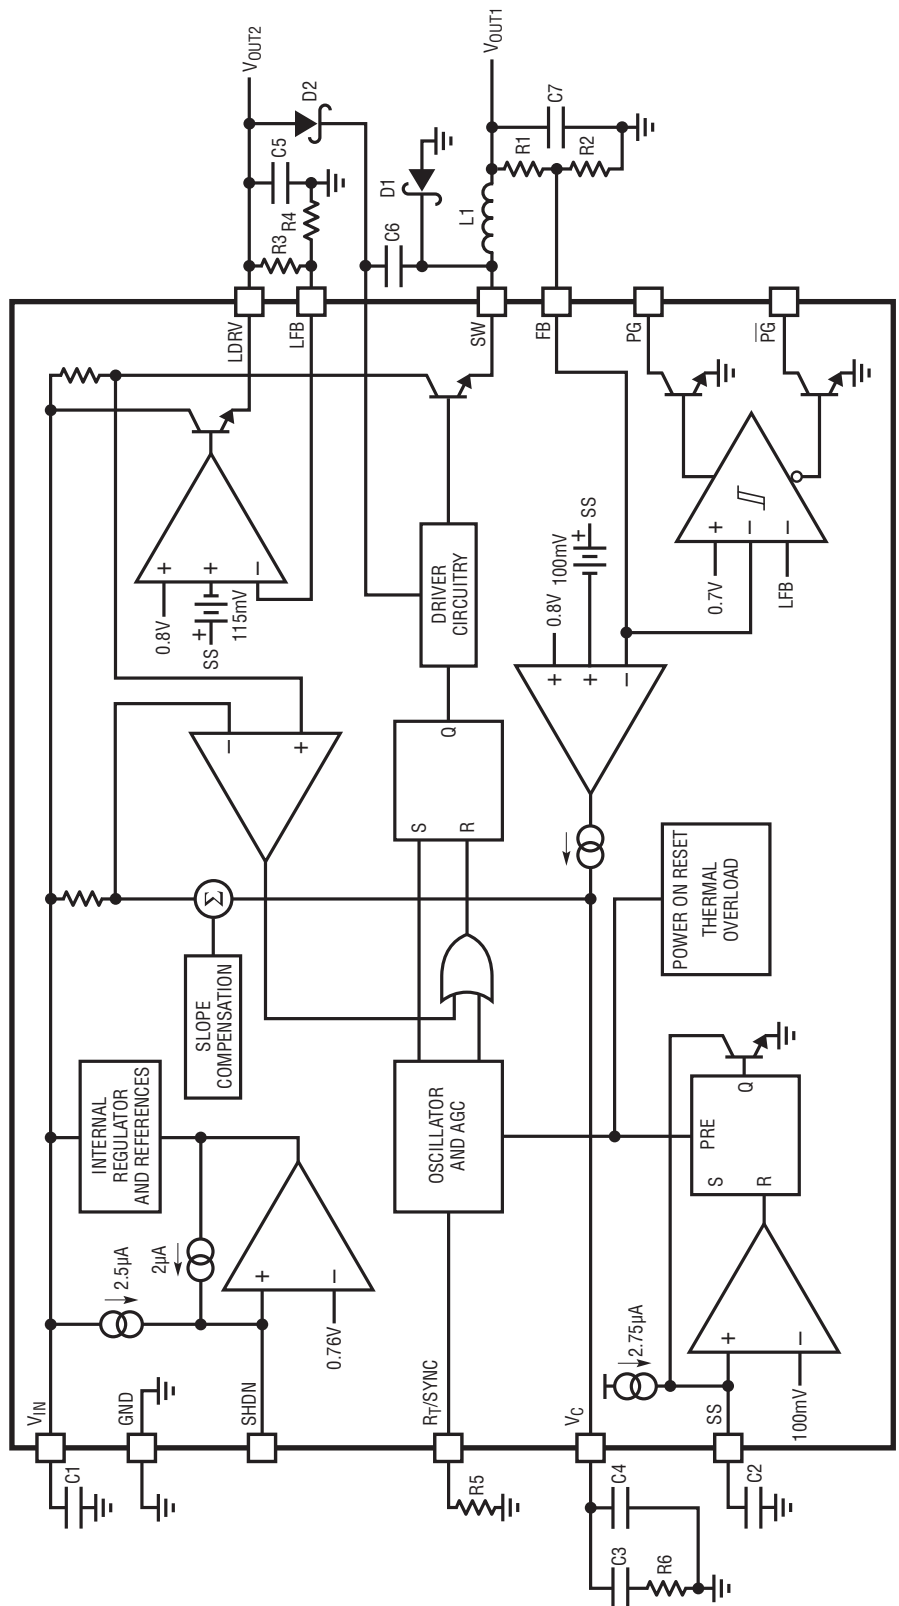 VOUT2
VOUT1
D2
C5
R4
R3
D1
C6
L1
C7
R1
R2
LDRV
LFB
SW
FB
PG
PG
+
+
–
0.8V
+
SS
115mV
DRIVER
CIRCUITRY
0.8V
100mV
+
SS
+
–
–
0.7V
LFB
+
+
–
–
+
Q
S
R
Σ
SLOPE
COMPENSATION
POWER ON RESET
THERMAL
OVERLOAD
INTERNAL
REGULATOR
AND REFERENCES
OSCILLATOR
AND AGC
PRE
Q
S
R
2.5µA
2µA
+
–
0.76V
2.75µA
+
–
100mV
VIN
GND
SHDN
RT/SYNC
VC
SS
C1
R5
C4
C3
R6
C2